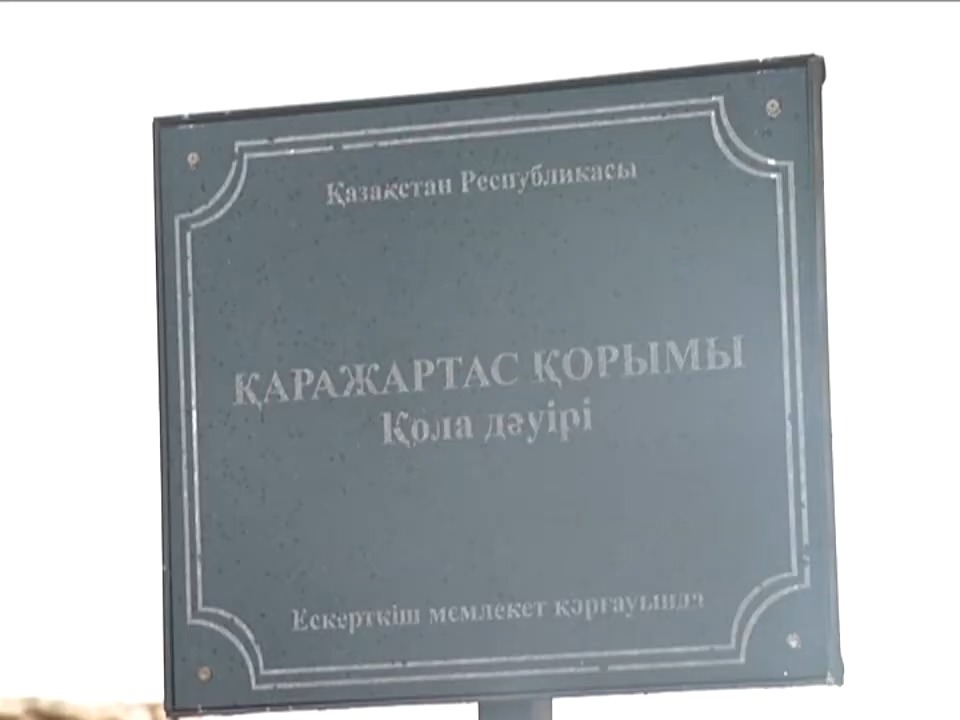 Қазақстан Республикасы
ҚАРАЖАРТАС ҚОРЫМЫ
Қола дәуірі
Ескерткіш мемлекет қорғауында